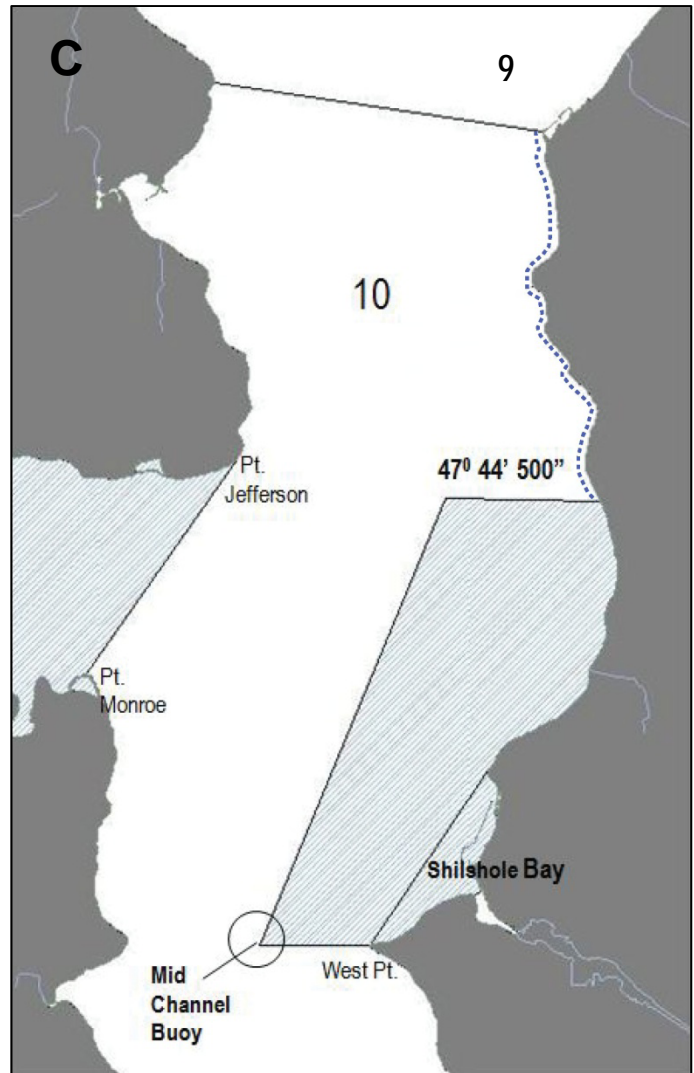 C
9
10
47⁰ 44’ 500”
Pt.
Jefferson
Pt.
Monroe
Shilshole Bay
West Pt.
Mid
Channel
Buoy